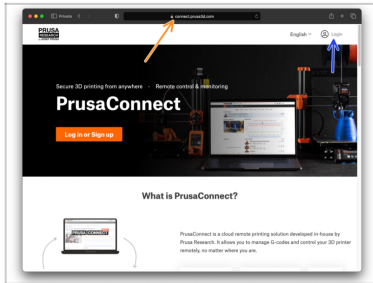 Private
connect.prusa3d.com
PRUSA
RESEARCH
English
Login
Secure 3D printing from anywhere · Remote control & monitoring
PrusaConnect
Log in or Sign up
What is PrusaConnect?
PrusaConnect is a cloud remote printing solution developed in-house by
Prusa Research. It allows you to manage G-codes and control your 3D printer
remotely, no matter where you are.